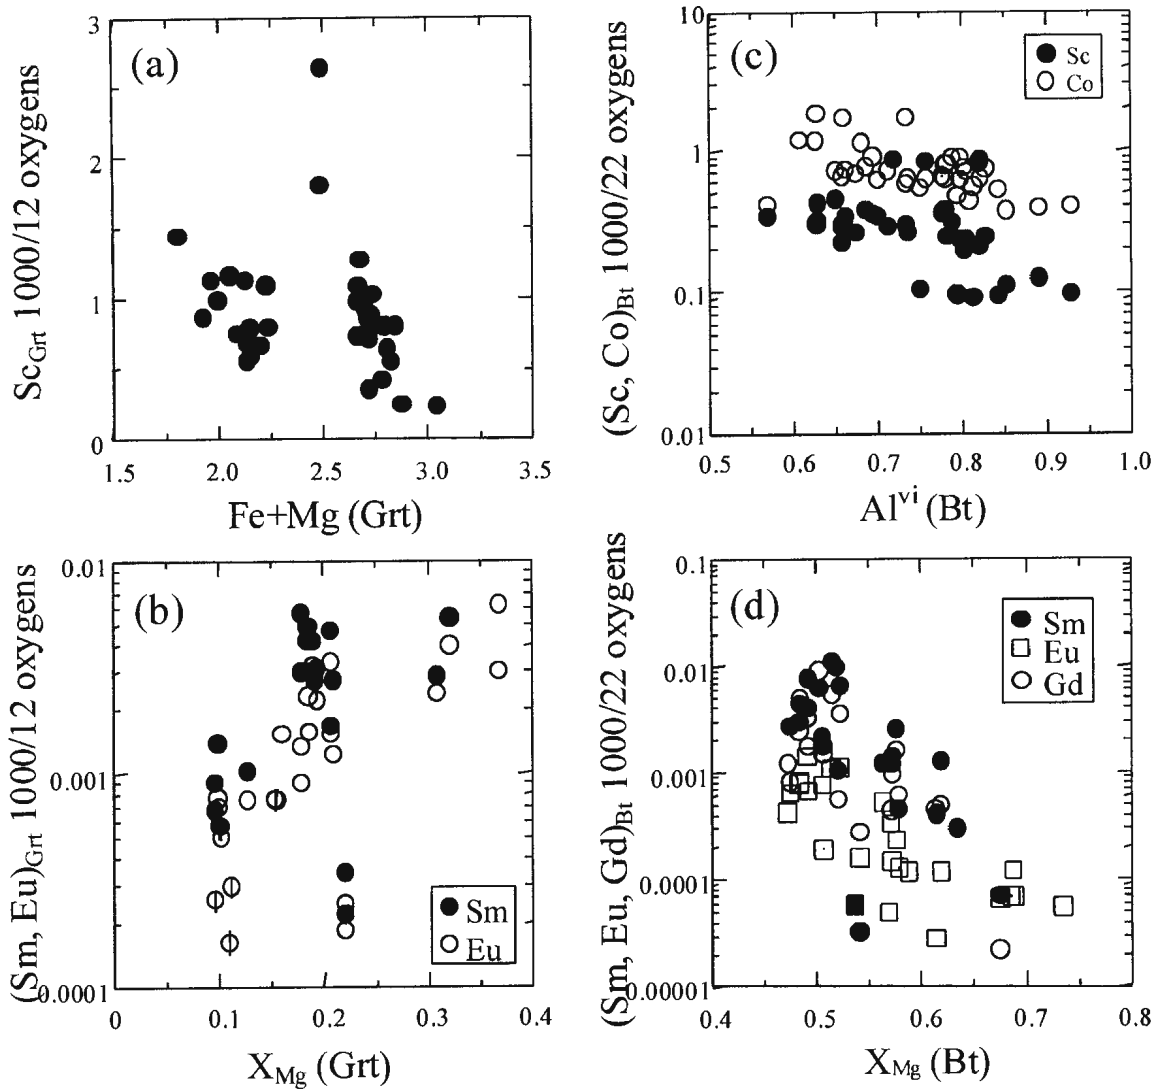 (a)
Sc_Grt 1000/12 oxygens
3
2
1
0
1.5 2.0 2.5 3.0 3.5
Fe+Mg (Grt)
(c)
Sc
Co
(Sc, Co)_Bt 1000/22 oxygens
10
1
0.1
0.01
0.5 0.6 0.7 0.8 0.9 1.0
Al^vi (Bt)
(b)
(Sm, Eu)_Grt 1000/12 oxygens
0.01
0.001
0.0001
Sm
Eu
0 0.1 0.2 0.3 0.4
X_Mg (Grt)
(d)
Sm
Eu
Gd
(Sm, Eu, Gd)_Bt 1000/22 oxygens
0.1
0.01
0.001
0.0001
0.00001
0.4 0.5 0.6 0.7 0.8
X_Mg (Bt)